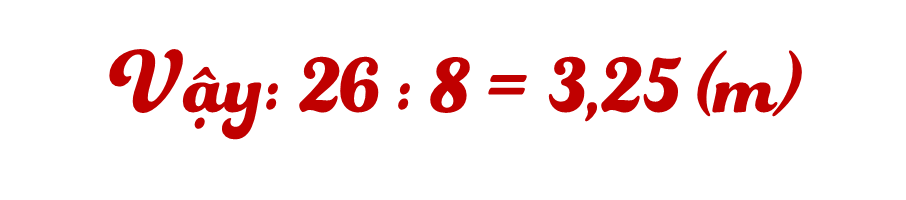 Vậy: 26 : 8 = 3,25 (m)